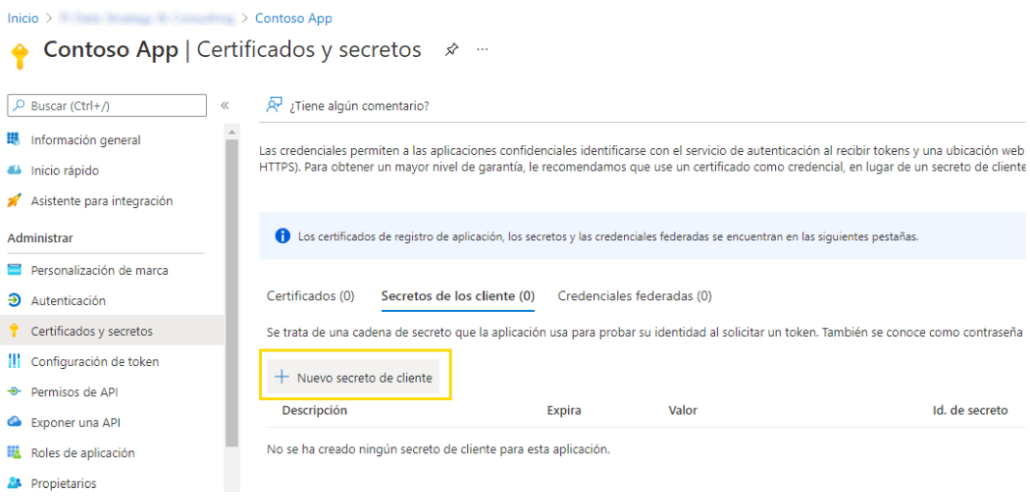 Inicio > > Contoso App
Contoso App | Certificados y secretos ...
Buscar (Ctrl+/) «
Información general
Inicio rápido
Asistente para integración
Administrar
Personalización de marca
Autenticación
Certificados y secretos
Configuración de token
Permisos de API
Exponer una API
Roles de aplicación
Propietarios
¿Tiene algún comentario?
Las credenciales permiten a las aplicaciones confidenciales identificarse con el servicio de autenticación al recibir tokens y una ubicación web
HTTPS). Para obtener un mayor nivel de garantía, le recomendamos que use un certificado como credencial, en lugar de un secreto de cliente
Los certificados de registro de aplicación, los secretos y las credenciales federadas se encuentran en las siguientes pestañas.
Certificados (0) Secretos de los cliente (0) Credenciales federadas (0)
Se trata de una cadena de secreto que la aplicación usa para probar su identidad al solicitar un token. También se conoce como contraseña
+ Nuevo secreto de cliente
Descripción Expira Valor Id. de secreto
No se ha creado ningún secreto de cliente para esta aplicación.